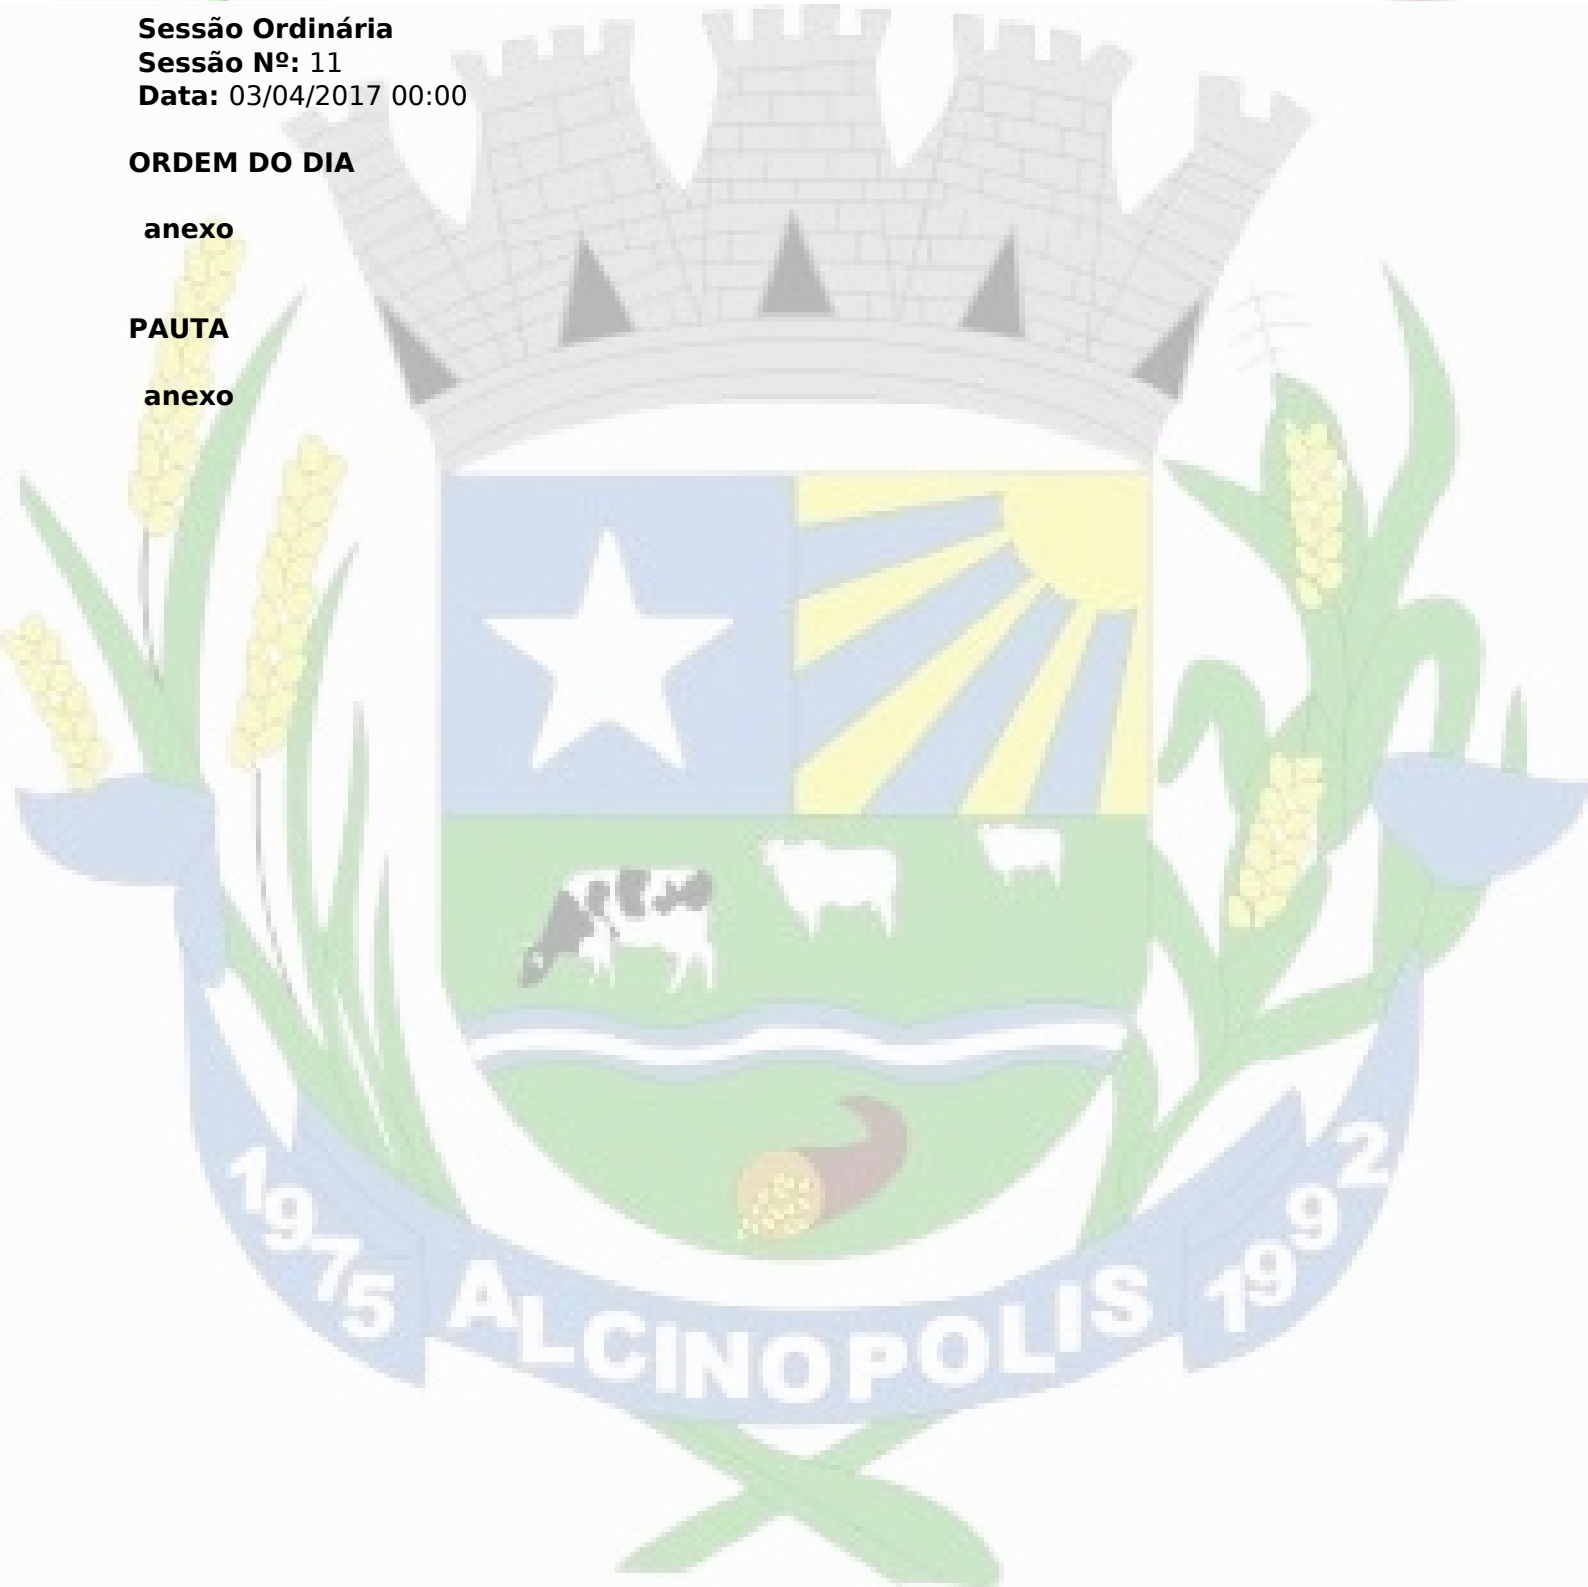 Sessão Ordinária
Sessão Nº: 11
Data: 03/04/2017 00:00
ORDEM DO DIA
anexo
PAUTA
anexo
1975
ALCINOPOLIS
1992